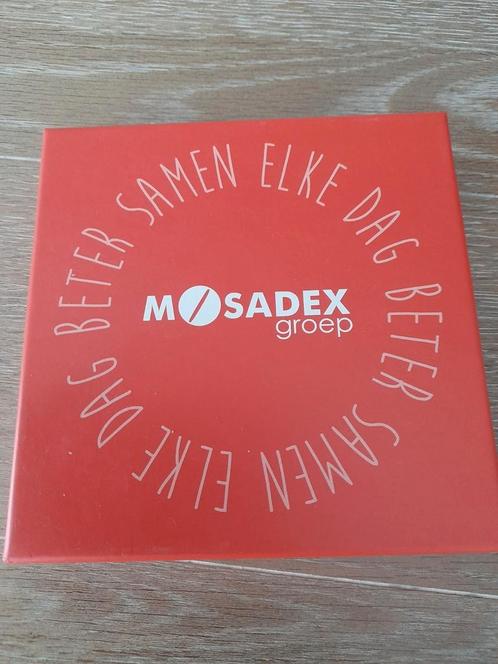 SAMEN ELKE DAG BETER SAMEN ELKE DAG BETER
MOSADEX
groep